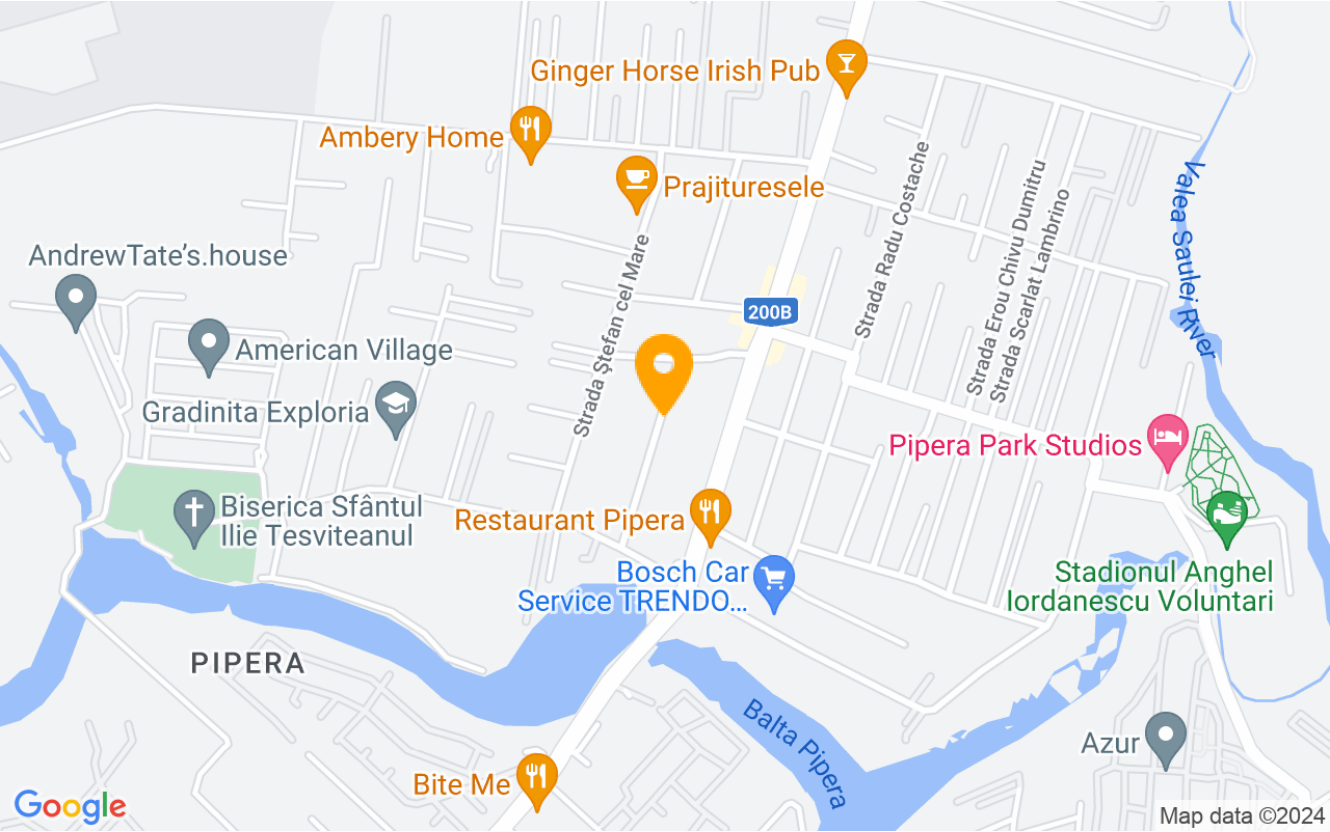 Ginger Horse Irish Pub
Ambery Home
Prajituresele
Strada Radu Costache
Strada Erou Chivu Dumitru
Strada Scarlat Lambrino
Valea Saulei River
Strada Ştefan cel Mare
AndrewTate's.house
200B
American Village
Gradinita Exploria
Pipera Park Studios
Biserica Sfântul
Ilie Tesviteanul
Restaurant Pipera
Bosch Car
Service TRENDO...
Stadionul Anghel
Iordanescu Voluntari
PIPERA
Balta Pipera
Azur
Bite Me
Google
Map data ©2024